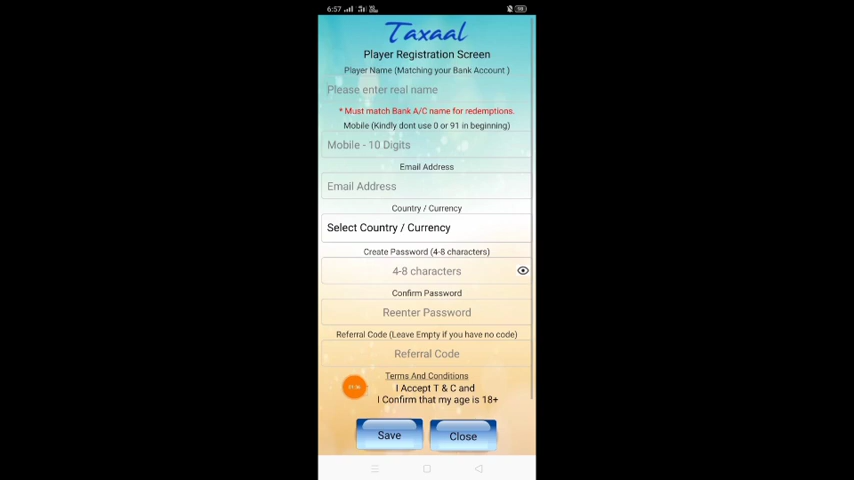 6:57
Taxaal
Player Registration Screen
Player Name (Matching your Bank Account )
Please enter real name
* Must match Bank A/C name for redemptions.
Mobile (Kindly dont use 0 or 91 in beginning)
Mobile - 10 Digits
Email Address
Email Address
Country / Currency
Select Country / Currency
Create Password (4-8 characters)
4-8 characters
Confirm Password
Reenter Password
Referral Code (Leave Empty if you have no code)
Referral Code
Terms And Conditions
I Accept T & C and
I Confirm that my age is 18+
Save Close